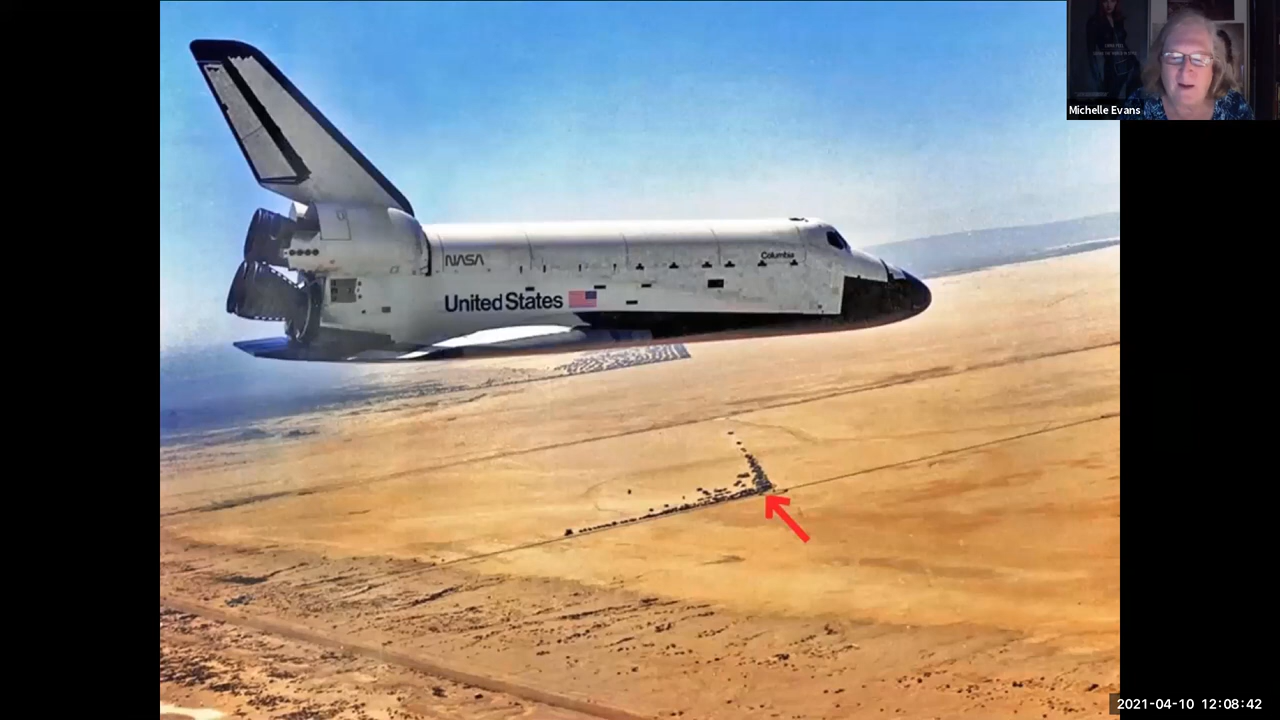 Michelle Evans
NASA
Columbia
United States
2021-04-10 12:08:42